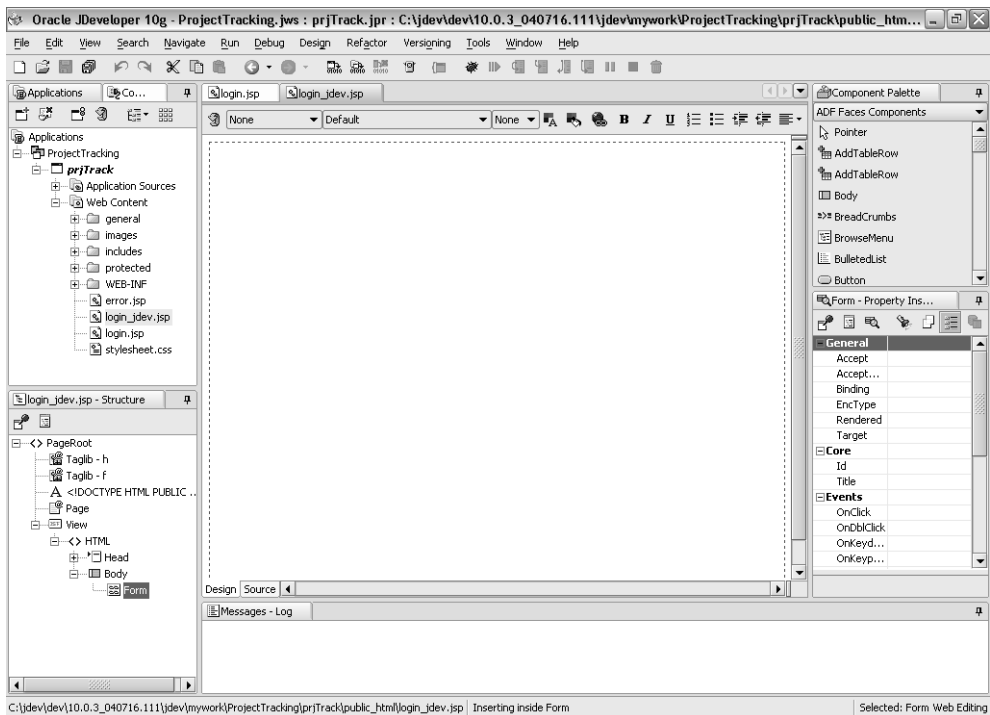 Oracle JDeveloper 10g - ProjectTracking.jws : prjTrack.jpr : C:\jdev\dev\10.0.3_040716.111\jdev\mywork\ProjectTracking\prjTrack\public_htm...
File Edit View Search Navigate Run Debug Design Refactor Versioning Tools Window Help
Applications Co...
Applications
ProjectTracking
prjTrack
Application Sources
Web Content
general
images
includes
protected
WEB-INF
error.jsp
login_jdev.jsp
login.jsp
stylesheet.css
login_jdev.jsp - Structure
PageRoot
Taglib - h
Taglib - f
<!DOCTYPE HTML PUBLIC ..
Page
View
HTML
Head
Body
Form
login.jsp login_jdev.jsp
None Default None B I U
Design Source
Messages - Log
Component Palette
ADF Faces Components
Pointer
AddTableRow
AddTableRow
Body
BreadCrumbs
BrowseMenu
BulletedList
Button
Form - Property Ins...
General
Accept
Accept...
Binding
EncType
Rendered
Target
Core
Id
Title
Events
OnClick
OnDblClick
OnKeyd...
OnKeyp...
C:\jdev\dev\10.0.3_040716.111\jdev\mywork\ProjectTracking\prjTrack\public_html\login_jdev.jsp Inserting inside Form Selected: Form Web Editing